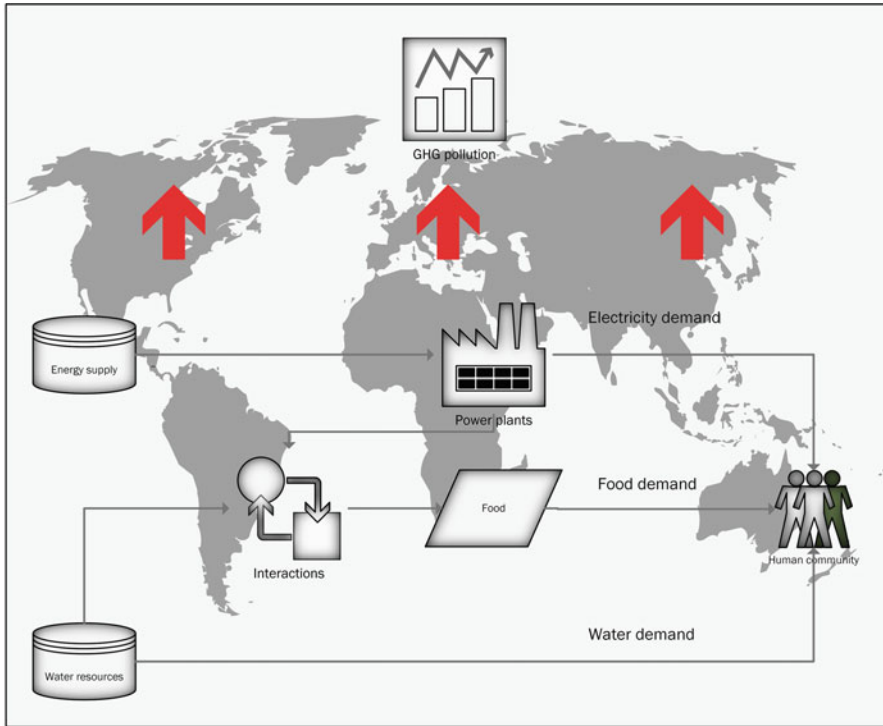 GHG pollution
Electricity demand
Energy supply
Power plants
Food demand
Food
Human community
Interactions
Water demand
Water resources